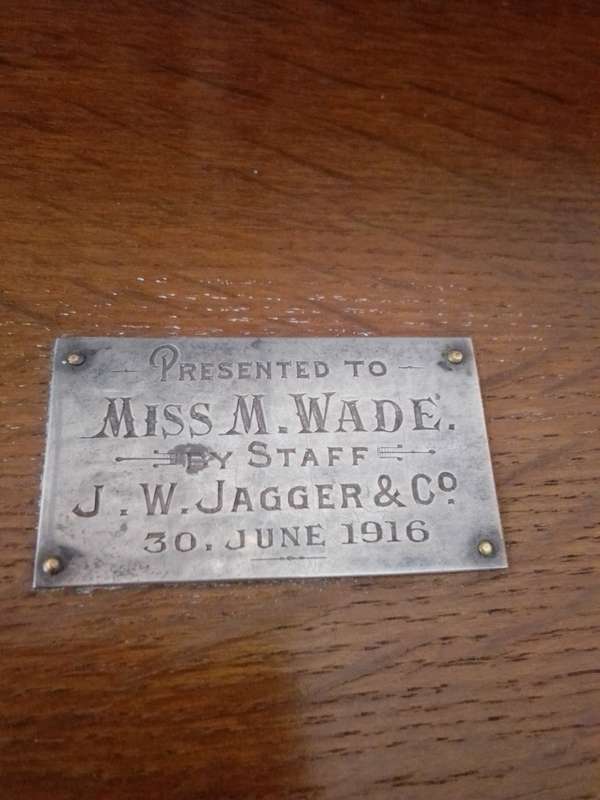 PRESENTED TO
MISS M. WADE.
BY STAFF
J. W. JAGGER & Co
30. JUNE 1916